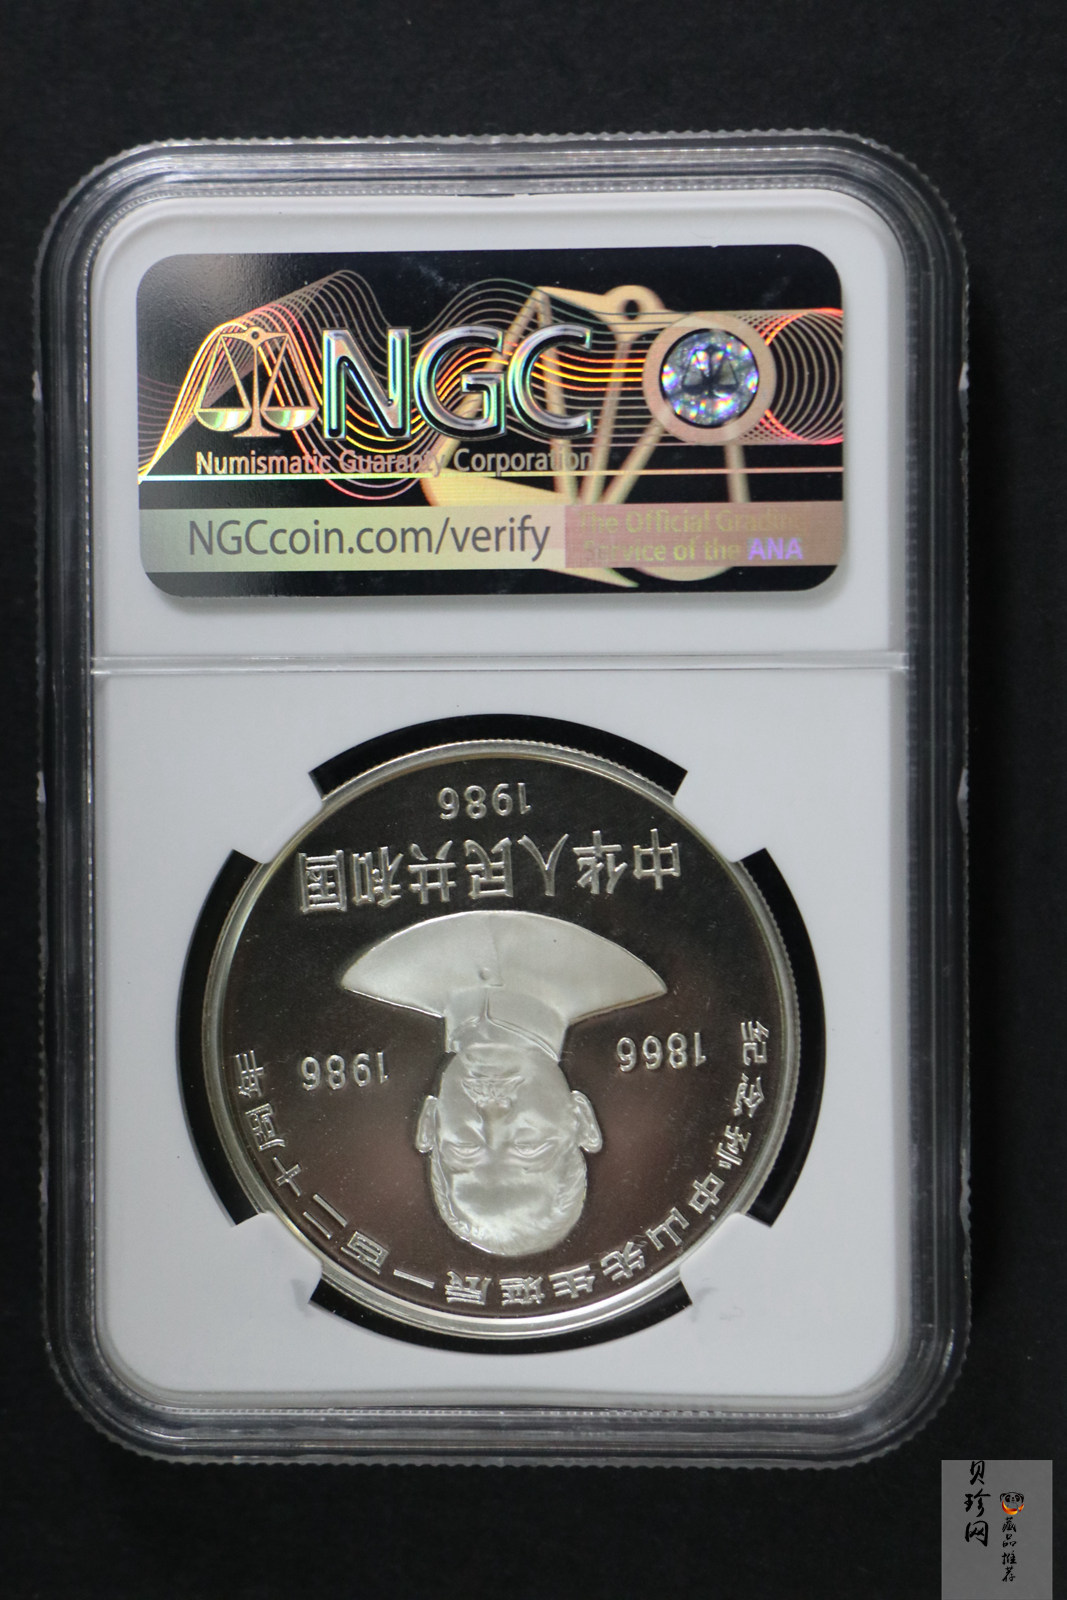 NGC
Numismatic Guaranty Corporation
NGCcoin.com/verify
The Official Grading
Service of the ANA
纪念孙中山先生诞辰一百二十周年
1866
1986
中华人民共和国
1986
贝珍网
藏品推荐